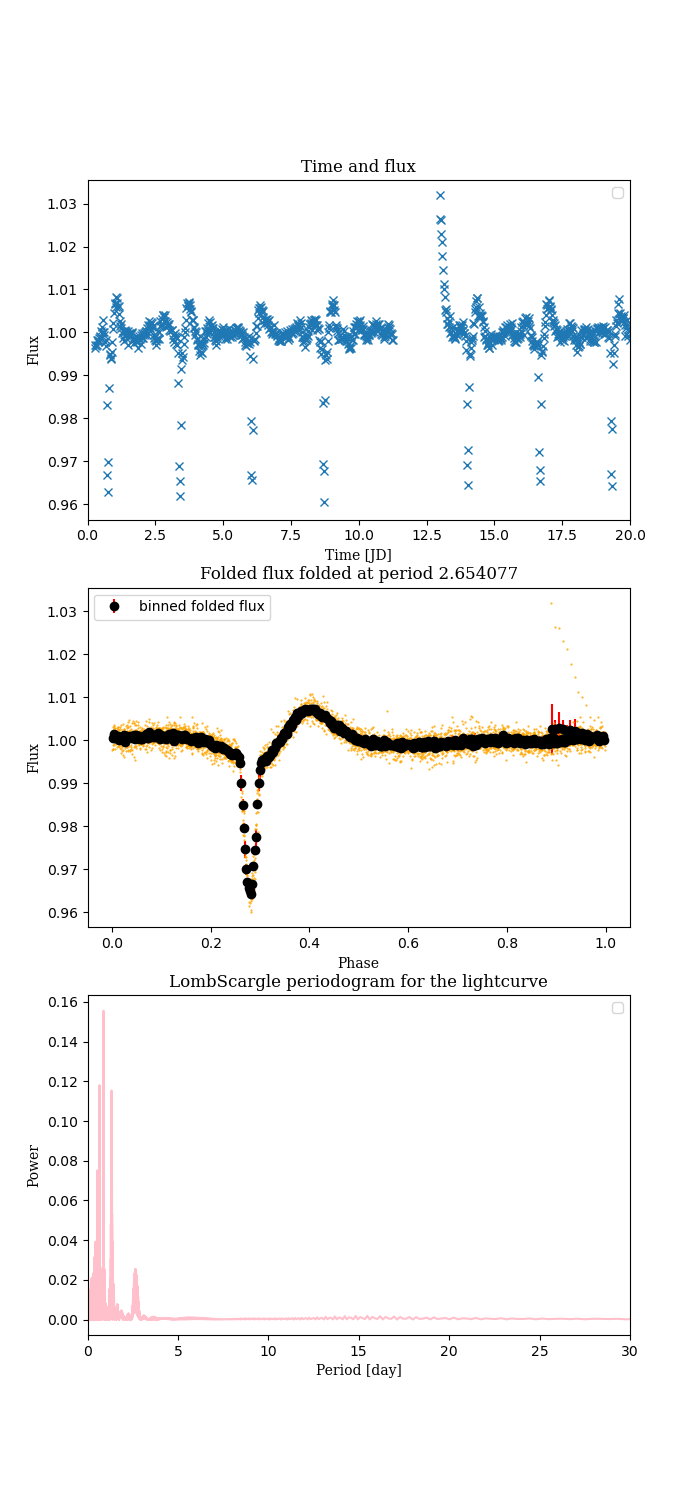 Time and flux
1.03
1.02
1.01
1.00
0.99
0.98
0.97
0.96
Flux
0.0 2.5 5.0 7.5 10.0 12.5 15.0 17.5 20.0
Time [JD]
Folded flux folded at period 2.654077
binned folded flux
1.03
1.02
1.01
1.00
0.99
0.98
0.97
0.96
Flux
0.0 0.2 0.4 0.6 0.8 1.0
Phase
LombScargle periodogram for the lightcurve
0.16
0.14
0.12
0.10
0.08
0.06
0.04
0.02
0.00
Power
0 5 10 15 20 25 30
Period [day]